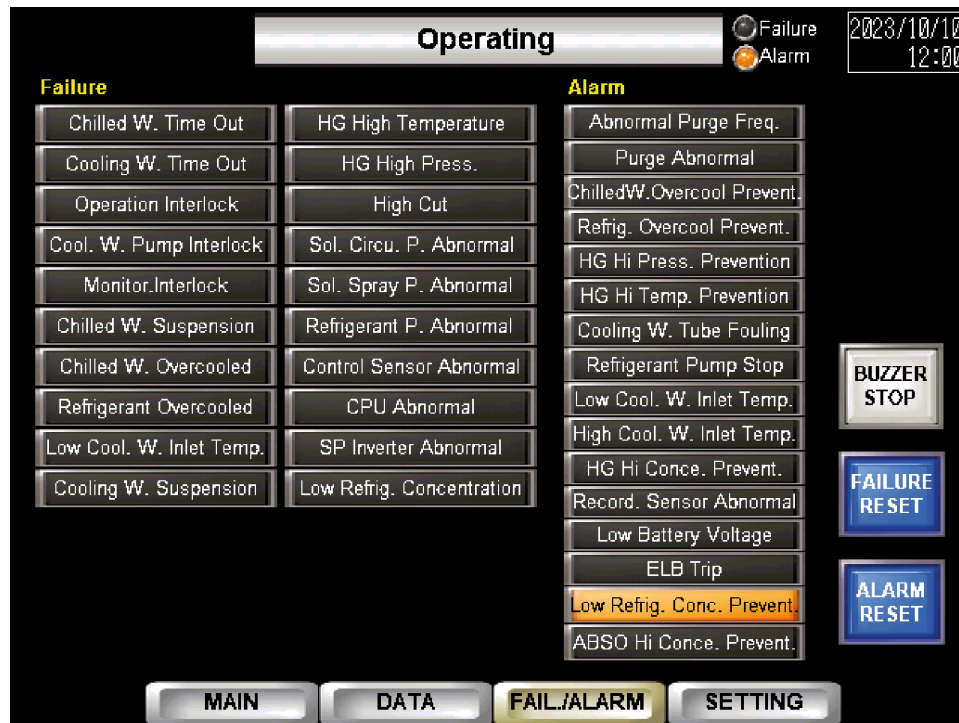 Operating
Failure
Alarm
2023/10/10
12:00
Failure
Chilled W. Time Out
Cooling W. Time Out
Operation Interlock
Cool. W. Pump Interlock
Monitor.Interlock
Chilled W. Suspension
Chilled W. Overcooled
Refrigerant Overcooled
Low Cool. W. Inlet Temp.
Cooling W. Suspension
HG High Temperature
HG High Press.
High Cut
Sol. Circu. P. Abnormal
Sol. Spray P. Abnormal
Refrigerant P. Abnormal
Control Sensor Abnormal
CPU Abnormal
SP Inverter Abnormal
Low Refrig. Concentration
Alarm
Abnormal Purge Freq.
Purge Abnormal
ChilledW.Overcool Prevent.
Refrig. Overcool Prevent.
HG Hi Press. Prevention
HG Hi Temp. Prevention
Cooling W. Tube Fouling
Refrigerant Pump Stop
Low Cool. W. Inlet Temp.
High Cool. W. Inlet Temp.
HG Hi Conce. Prevent.
Record. Sensor Abnormal
Low Battery Voltage
ELB Trip
Low Refrig. Conc. Prevent.
ABSO Hi Conce. Prevent.
BUZZER
STOP
FAILURE
RESET
ALARM
RESET
MAIN
DATA
FAIL./ALARM
SETTING